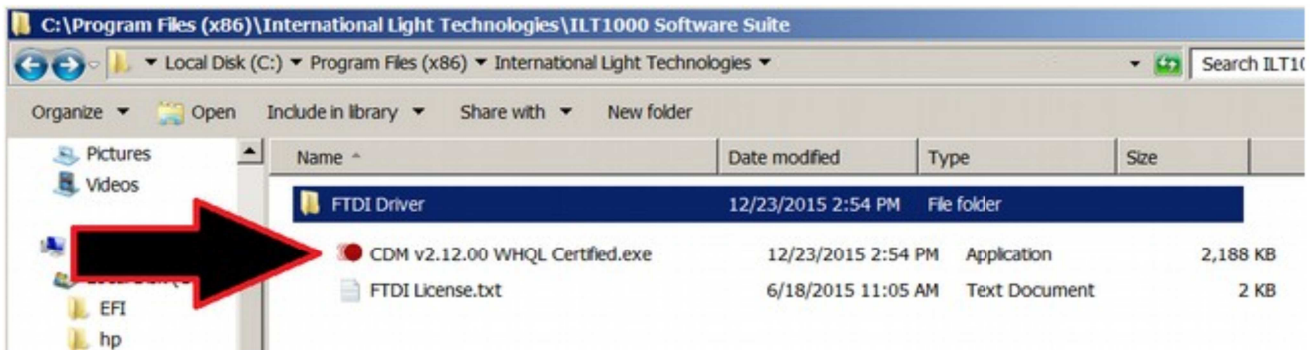 C:\Program Files (x86)\International Light Technologies\ILT1000 Software Suite
Local Disk (C:) Program Files (x86) International Light Technologies Search ILT10
Organize Open Include in library Share with New folder
Pictures Name Date modified Type Size
Videos
FTDI Driver 12/23/2015 2:54 PM File folder
CDM v2.12.00 WHQL Certified.exe 12/23/2015 2:54 PM Application 2,188 KB
FTDI License.txt 6/18/2015 11:05 AM Text Document 2 KB
EFI
hp